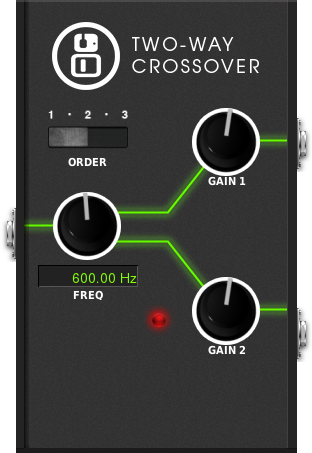 TWO-WAY
CROSSOVER
1 · 2 · 3
ORDER
GAIN 1
600.00 Hz
FREQ
GAIN 2